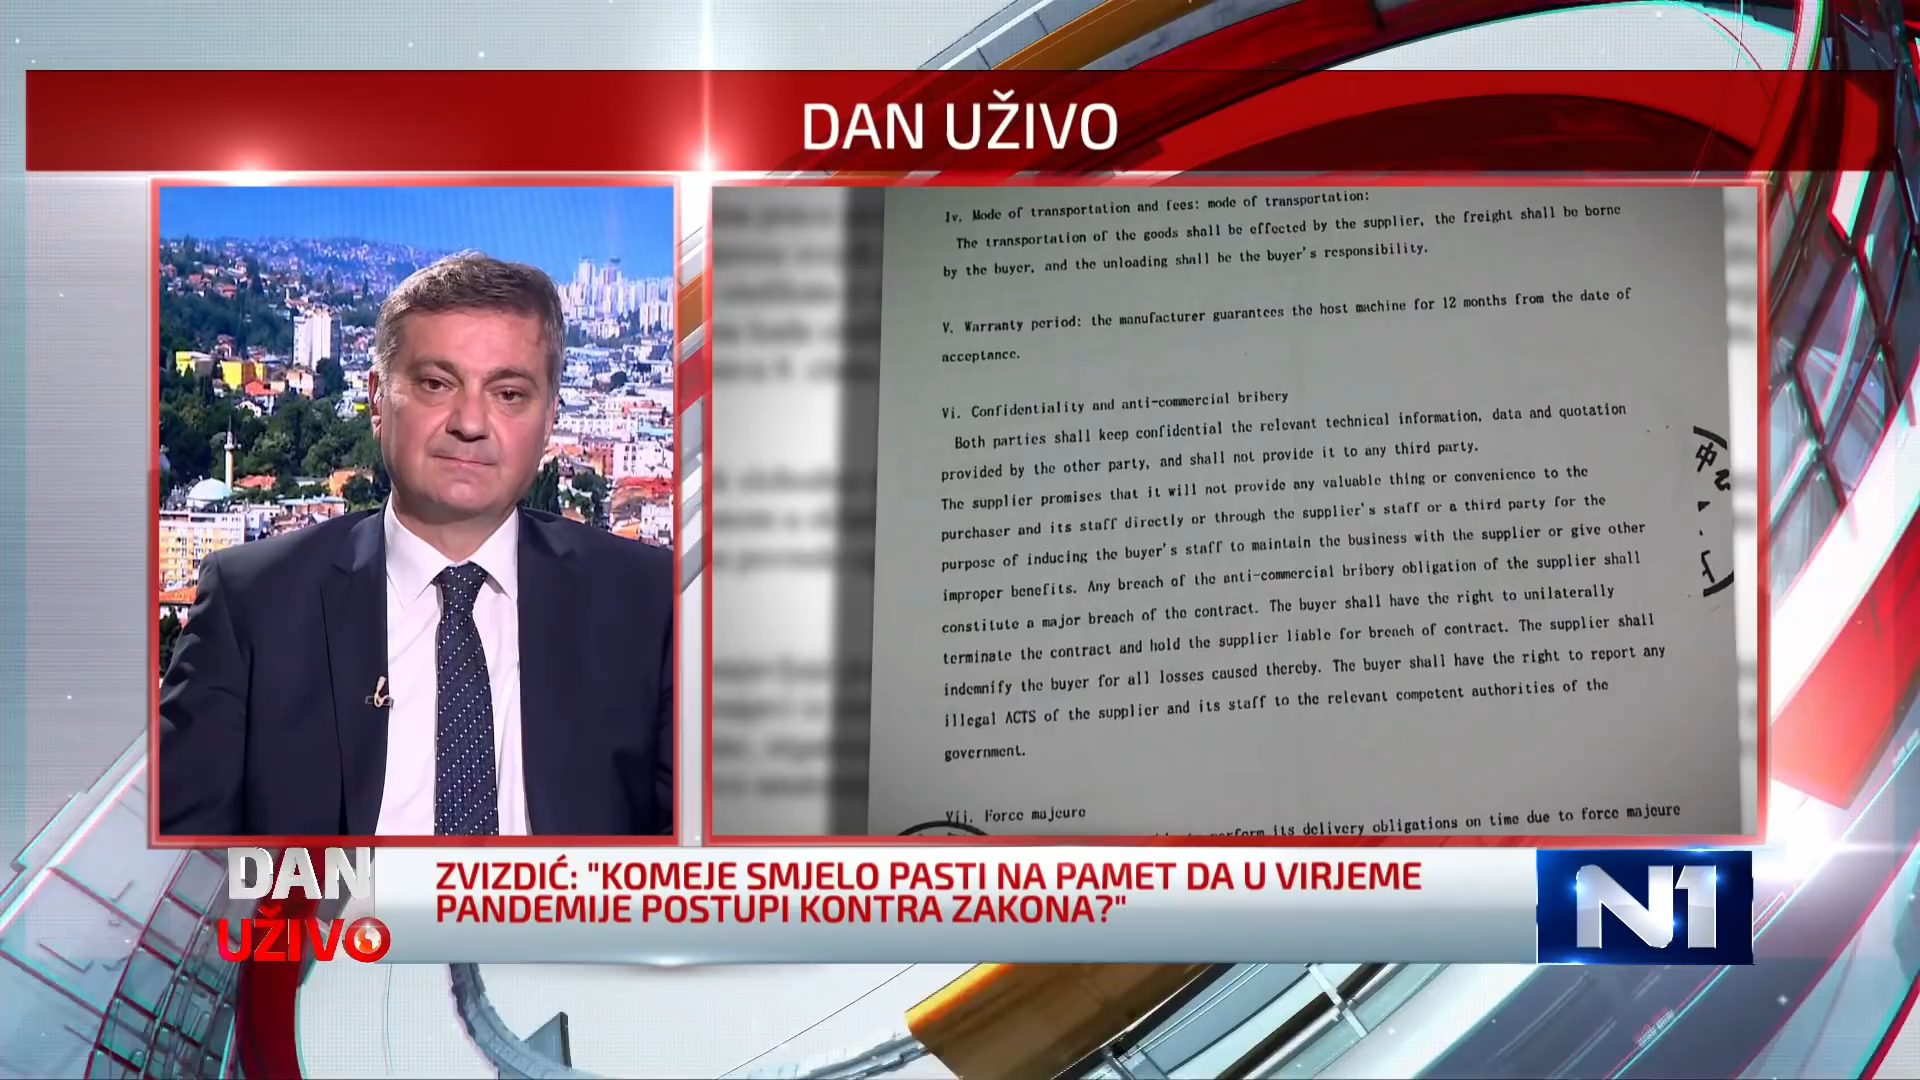 DAN UŽIVO
Iv. Mode of transportation and fees: mode of transportation:
The transportation of the goods shall be effected by the supplier, the freight shall be borne
by the buyer, and the unloading shall be the buyer's responsibility.
V. Warranty period: the manufacturer guarantees the host machine for 12 months from the date of
acceptance.
Vi. Confidentiality and anti-commercial bribery
Both parties shall keep confidential the relevant technical information, data and quotation
provided by the other party, and shall not provide it to any third party.
The supplier promises that it will not provide any valuable thing or convenience to the
purchaser and its staff directly or through the supplier's staff or a third party for the
purpose of inducing the buyer's staff to maintain the business with the supplier or give other
improper benefits. Any breach of the anti-commercial bribery obligation of the supplier shall
constitute a major breach of the contract. The buyer shall have the right to unilaterally
terminate the contract and hold the supplier liable for breach of contract. The supplier shall
indemnify the buyer for all losses caused thereby. The buyer shall have the right to report any
illegal ACTS of the supplier and its staff to the relevant competent authorities of the
government.
Vii. Force majeure
its delivery obligations on time due to force majeure
DAN
UŽIVO
ZVIZDIĆ: "KOMEJE SMJELO PASTI NA PAMET DA U VIRJEME
PANDEMIJE POSTUPI KONTRA ZAKONA?"
N1